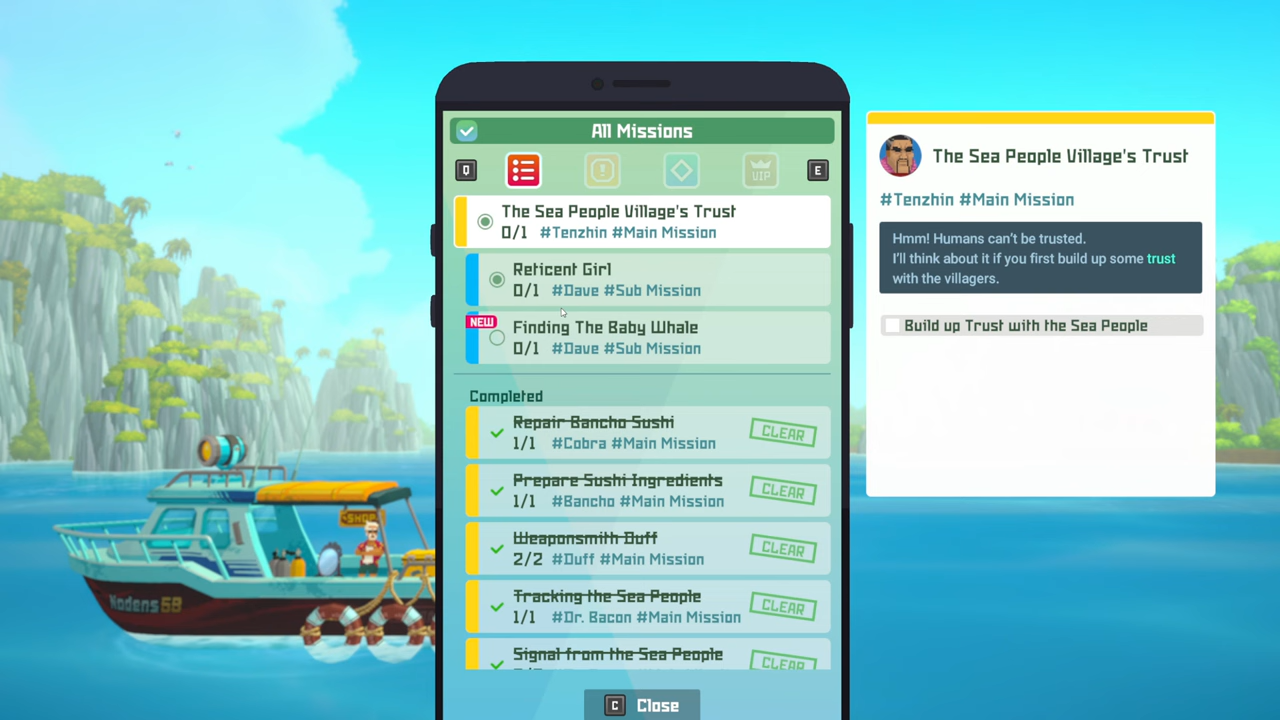 All Missions
Q
VIP
E
The Sea People Village's Trust
0/1 #Tenzhin #Main Mission
Reticent Girl
0/1 #Dave #Sub Mission
NEW
Finding The Baby Whale
0/1 #Dave #Sub Mission
Completed
Repair Bancho Sushi
1/1 #Cobra #Main Mission
CLEAR
Prepare Sushi Ingredients
1/1 #Bancho #Main Mission
CLEAR
Weaponsmith Duff
2/2 #Duff #Main Mission
CLEAR
Tracking the Sea People
1/1 #Dr. Bacon #Main Mission
CLEAR
Signal from the Sea People
CLEAR
C Close
The Sea People Village's Trust
#Tenzhin #Main Mission
Hmm! Humans can't be trusted.
I'll think about it if you first build up some trust
with the villagers.
Build up Trust with the Sea People
SHOP
Nodens 68